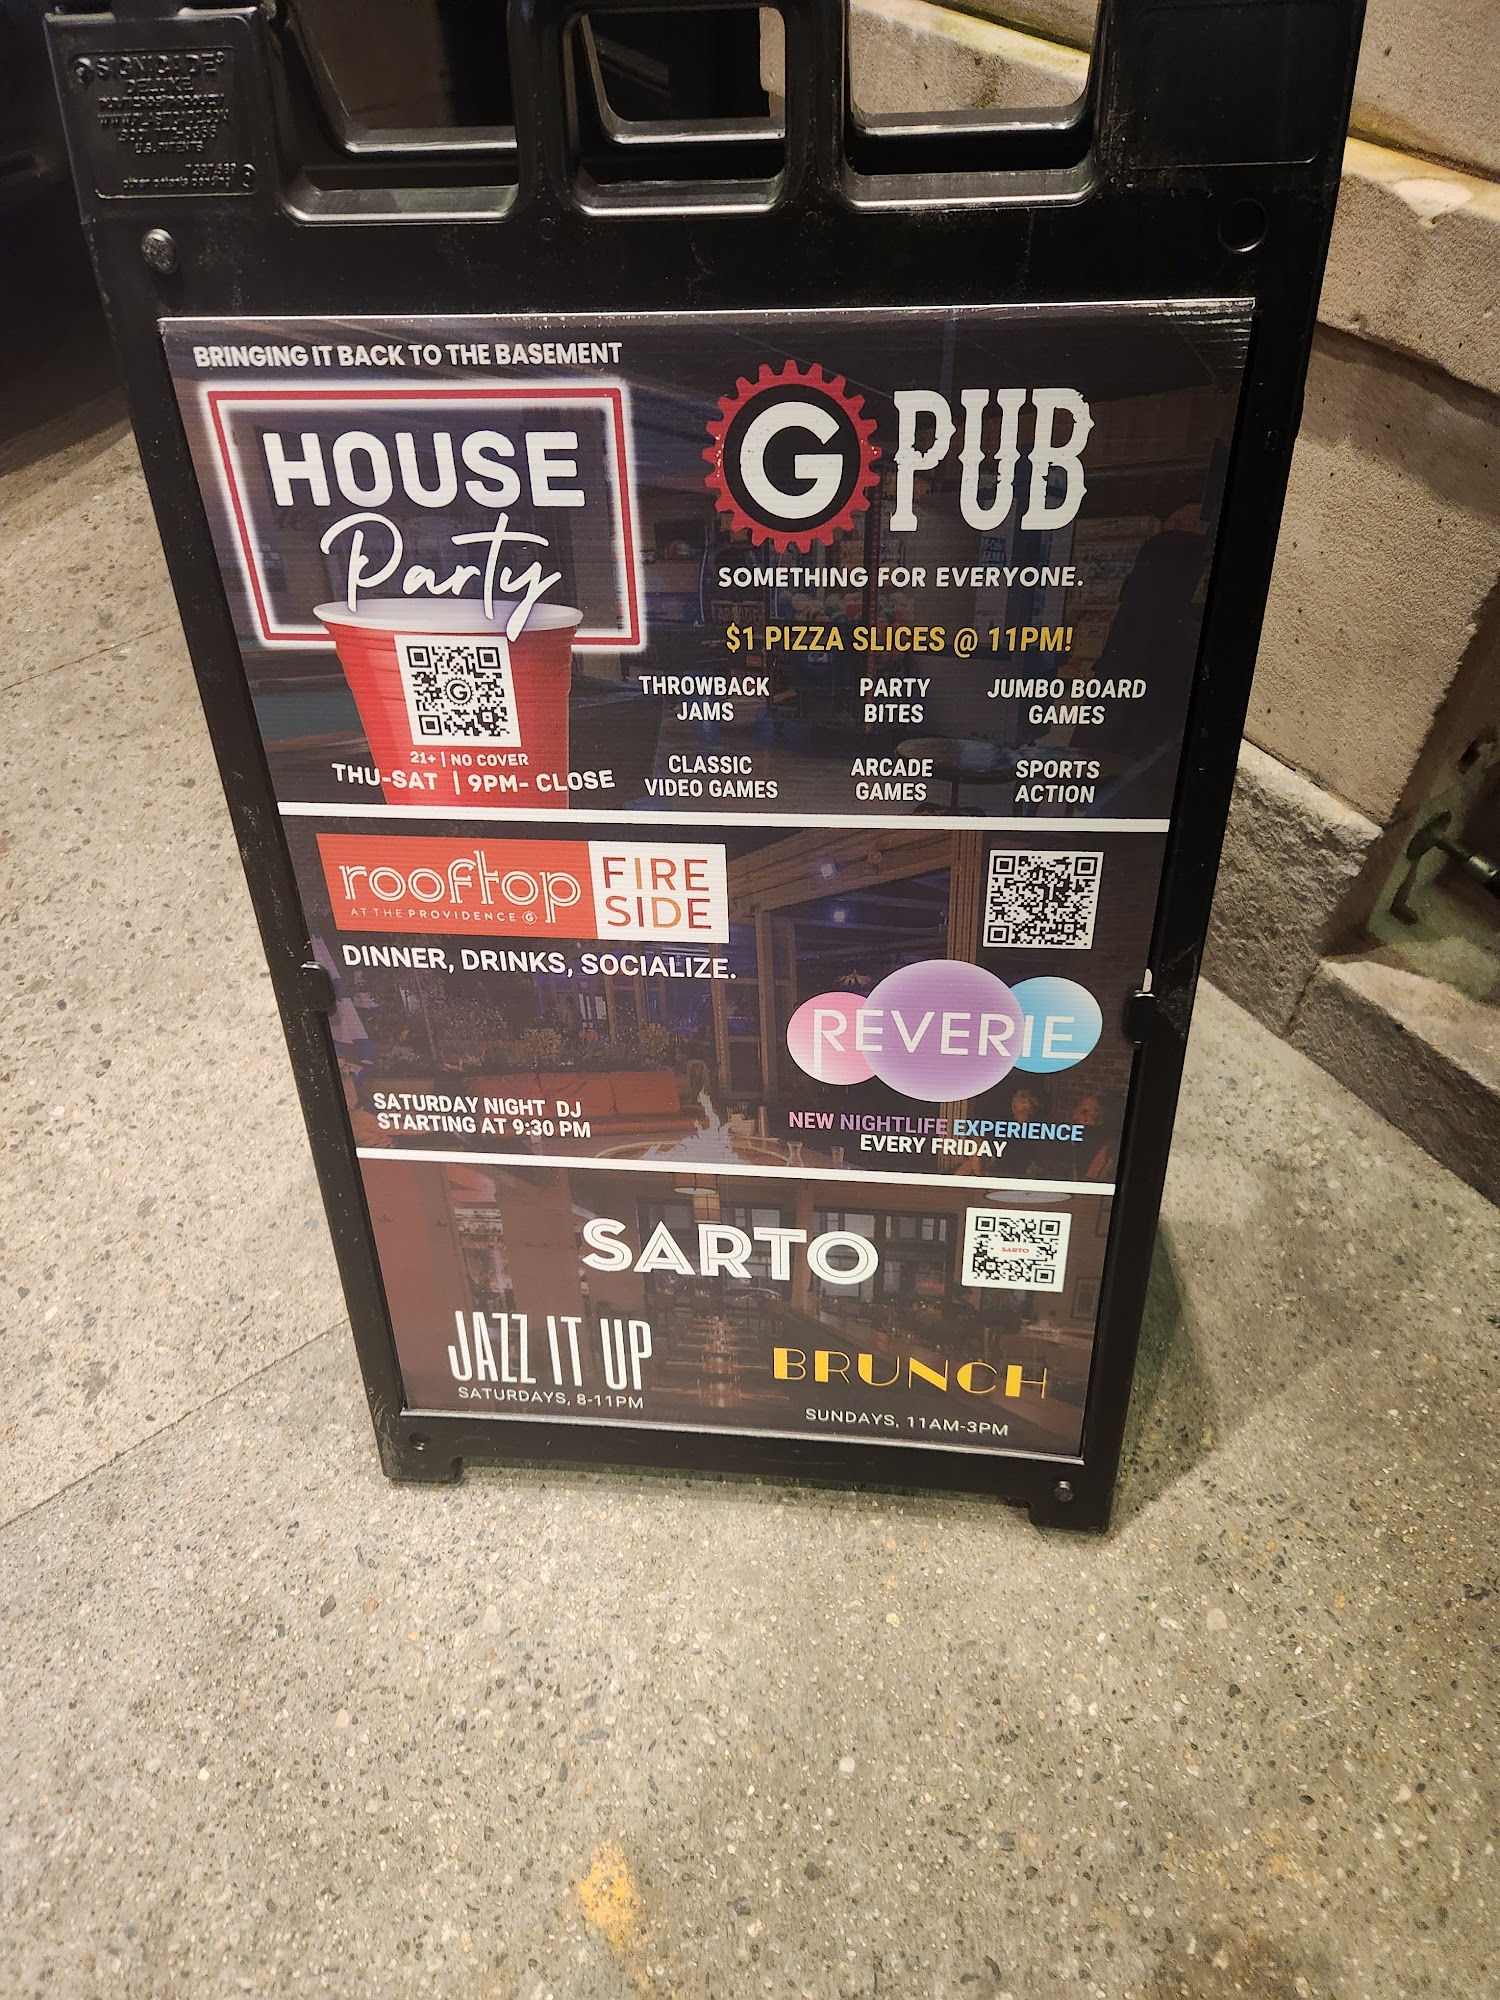 SIGNICADE®
DELUXE
U.S. PATENTS
BRINGING IT BACK TO THE BASEMENT
HOUSE
Party
G
21+ | NO COVER
THU-SAT | 9PM- CLOSE
G PUB
SOMETHING FOR EVERYONE.
$1 PIZZA SLICES @ 11PM!
THROWBACK
JAMS
PARTY
BITES
JUMBO BOARD
GAMES
CLASSIC
VIDEO GAMES
ARCADE
GAMES
SPORTS
ACTION
rooftop
AT THE PROVIDENCE G
FIRE
SIDE
DINNER, DRINKS, SOCIALIZE.
SATURDAY NIGHT DJ
STARTING AT 9:30 PM
REVERIE
NEW NIGHTLIFE EXPERIENCE
EVERY FRIDAY
SARTO
SARTO
JAZZ IT UP
SATURDAYS, 8-11PM
BRUNCH
SUNDAYS, 11AM-3PM